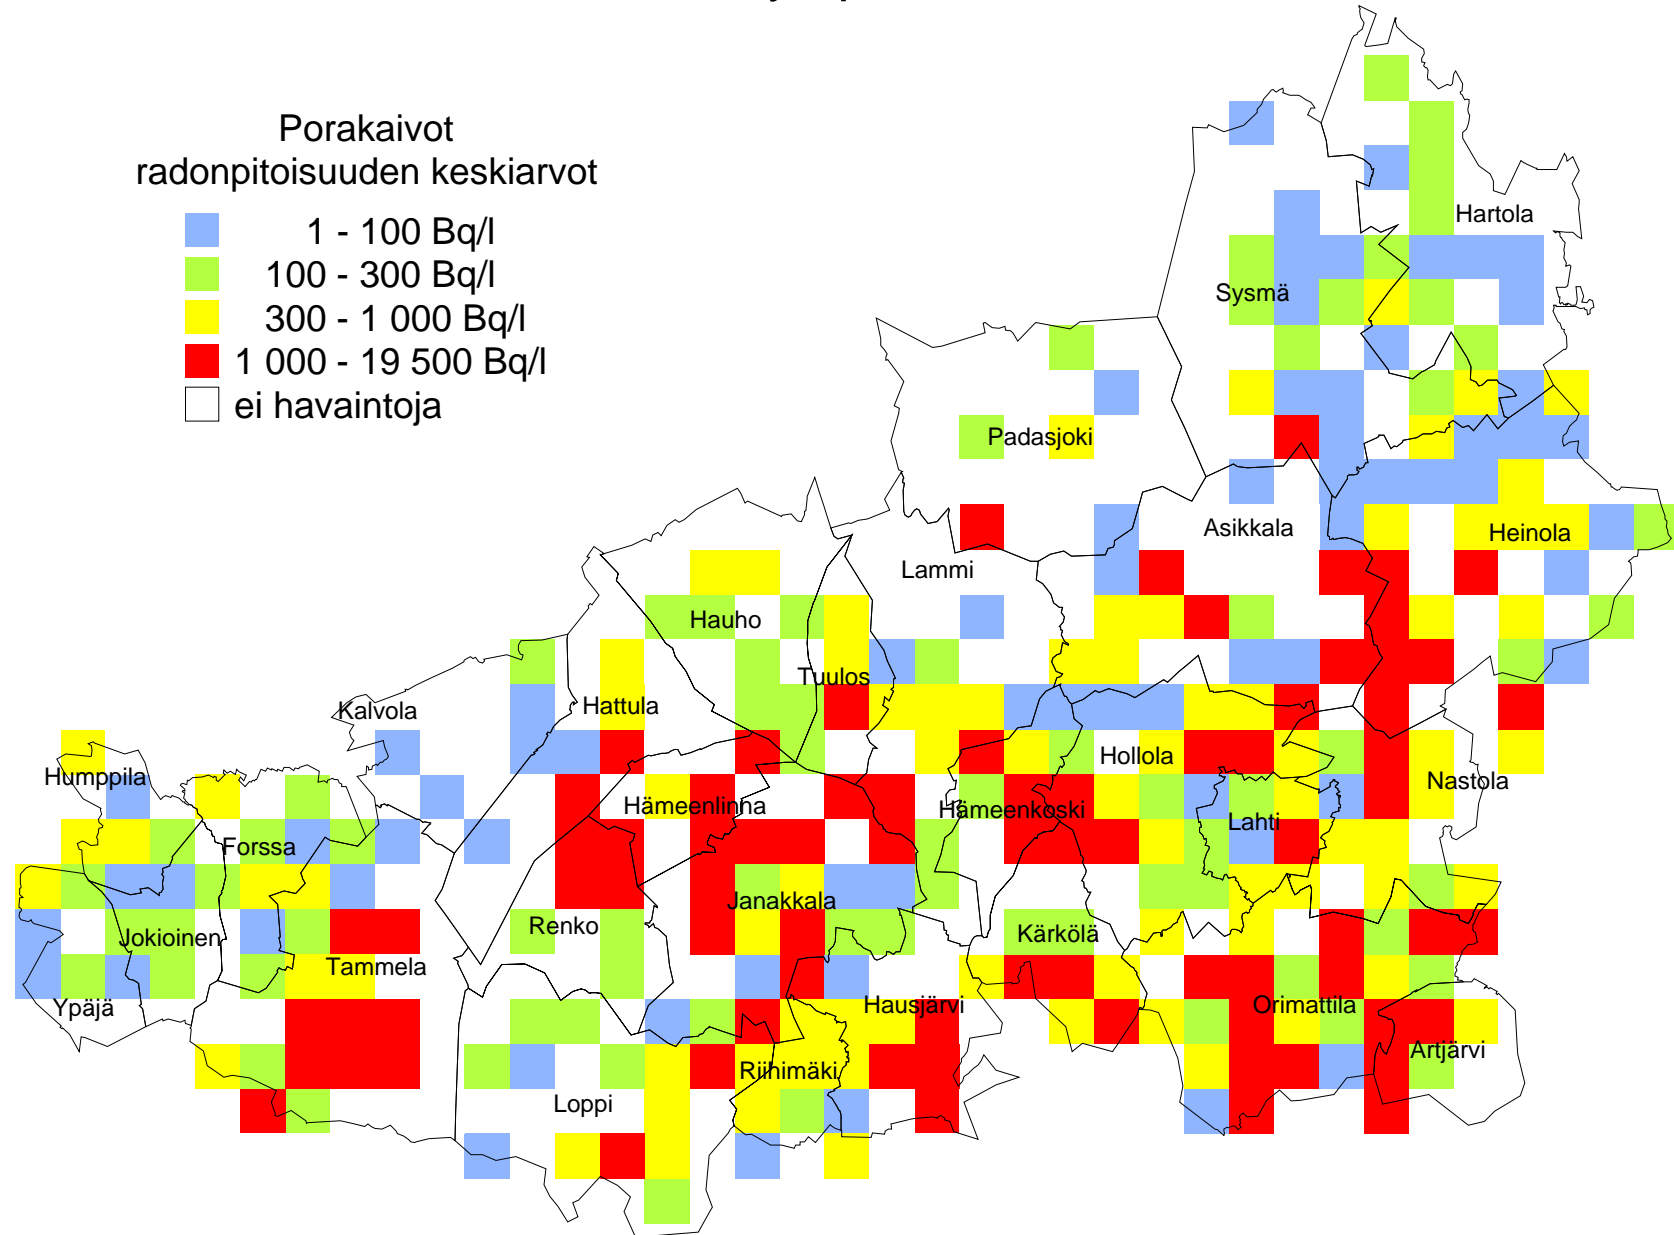 Porakaivot
radonpitoisuuden keskiarvot
1 - 100 Bq/l
100 - 300 Bq/l
300 - 1 000 Bq/l
1 000 - 19 500 Bq/l
ei havaintoja
Hartola
Sysmä
Padasjoki
Asikkala
Heinola
Lammi
Hauho
Tuulos
Hattula
Kalvola
Hollola
Humppila
Nastola
Hämeenlinna
Hämeenkoski
Lahti
Forssa
Janakkala
Renko
Kärkölä
Jokioinen
Tammela
Ypäjä
Hausjärvi
Orimattila
Artjärvi
Riihimäki
Loppi